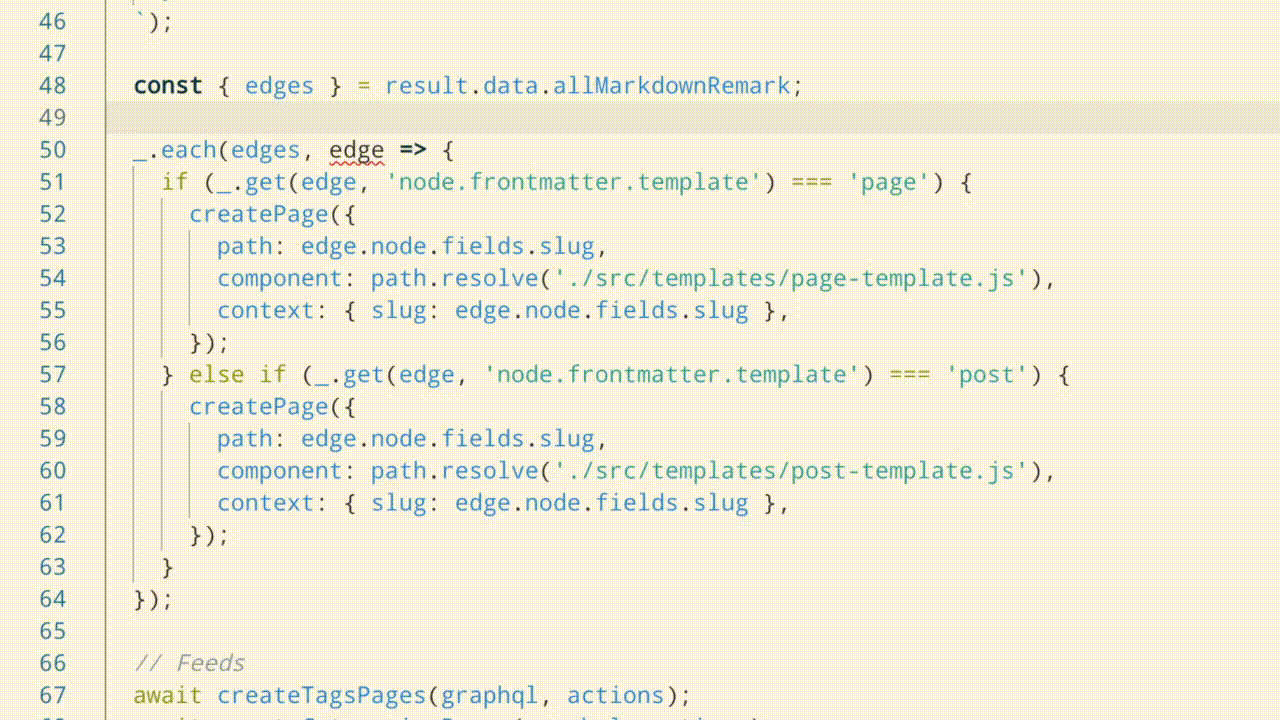 46 `);
47
48 const { edges } = result.data.allMarkdownRemark;
49
50 _.each(edges, edge => {
51 if (_.get(edge, 'node.frontmatter.template') === 'page') {
52 createPage({
53 path: edge.node.fields.slug,
54 component: path.resolve('./src/templates/page-template.js'),
55 context: { slug: edge.node.fields.slug },
56 });
57 } else if (_.get(edge, 'node.frontmatter.template') === 'post') {
58 createPage({
59 path: edge.node.fields.slug,
60 component: path.resolve('./src/templates/post-template.js'),
61 context: { slug: edge.node.fields.slug },
62 });
63 }
64 });
65
66 // Feeds
67 await createTagsPages(graphql, actions);